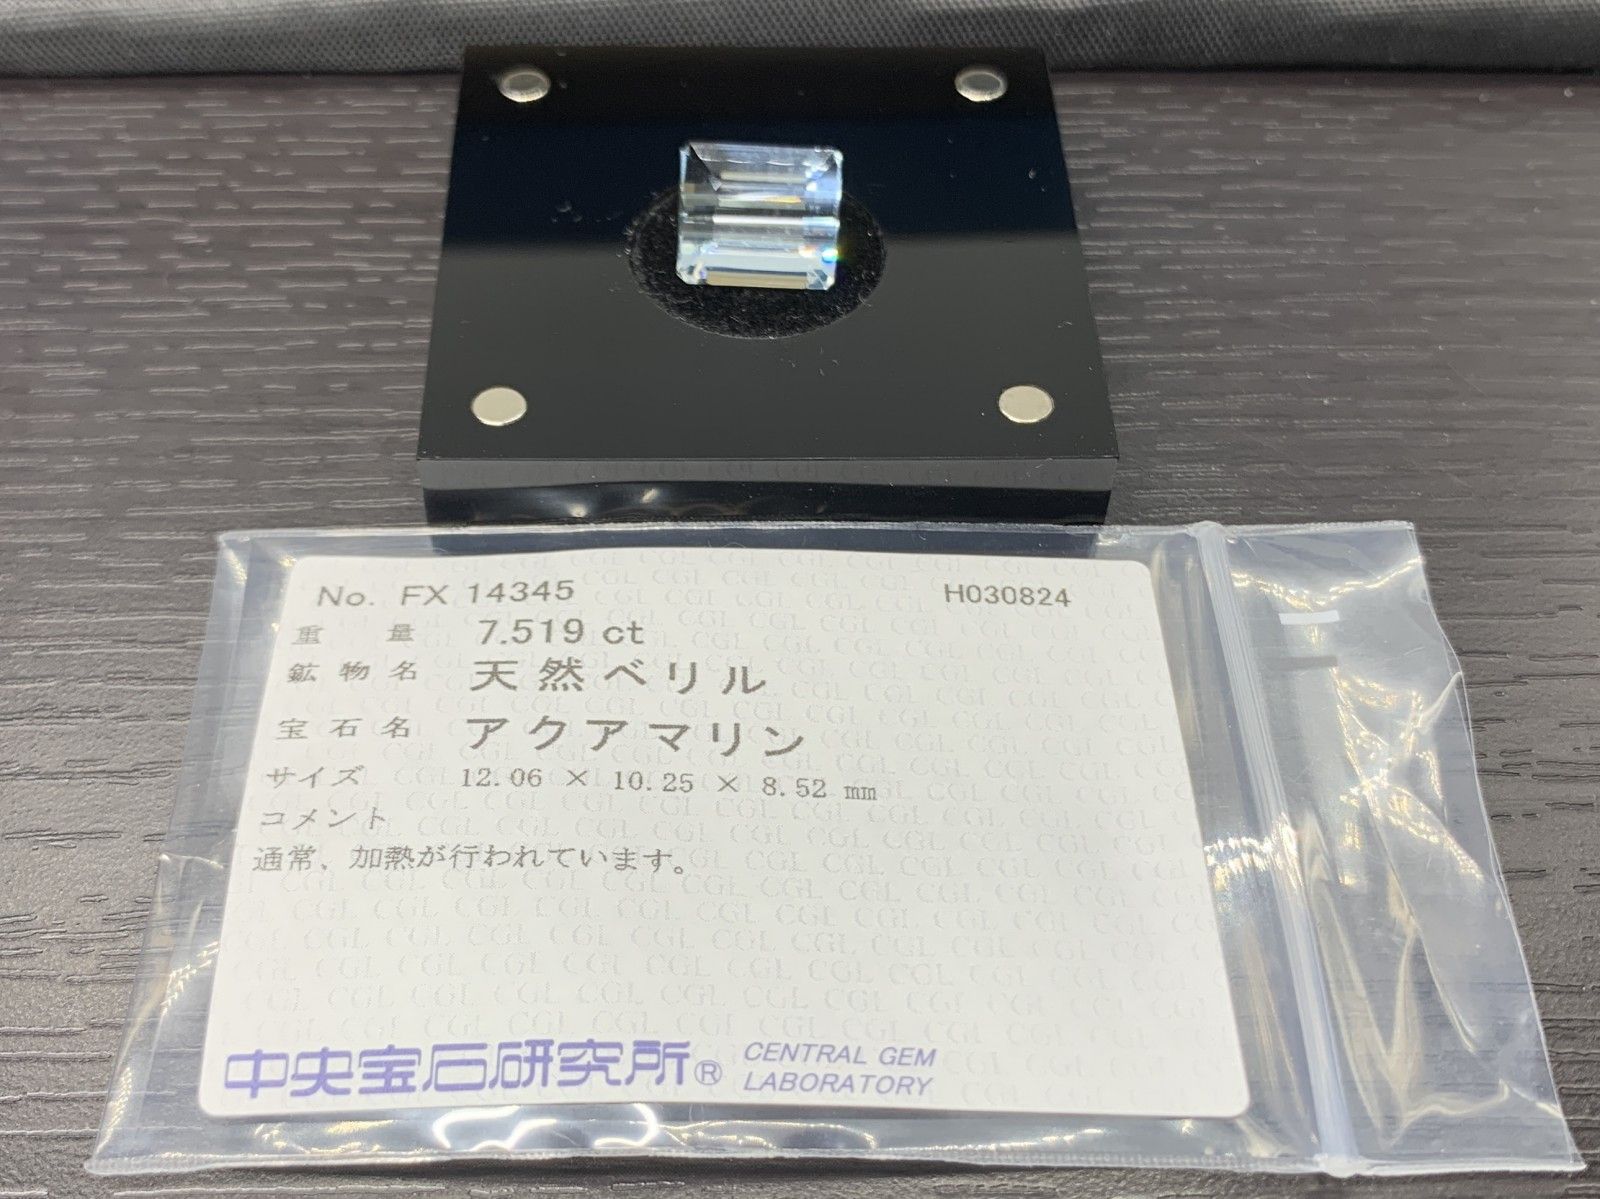 No. FX 14345 H030824
重量 7.519 ct
鉱物名 天然ベリル
宝石名 アクアマリン
サイズ 12.06 × 10.25 × 8.52 mm
コメント
通常、加熱が行われています。
中央宝石研究所® CENTRAL GEM
LABORATORY